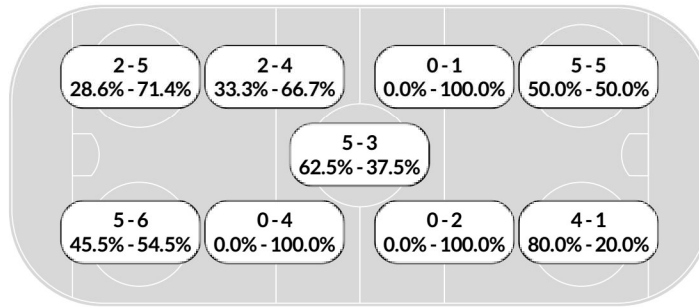 2 - 5
28.6% - 71.4%
2 - 4
33.3% - 66.7%
0 - 1
0.0% - 100.0%
5 - 5
50.0% - 50.0%
5 - 3
62.5% - 37.5%
5 - 6
45.5% - 54.5%
0 - 4
0.0% - 100.0%
0 - 2
0.0% - 100.0%
4 - 1
80.0% - 20.0%